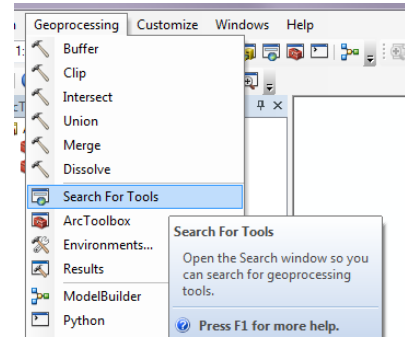 Geoprocessing Customize Windows Help
Buffer
1:
Clip
Intersect
Union
Merge
Dissolve
Search For Tools
ArcToolbox
Search For Tools
Environments...
Open the Search window so you
can search for geoprocessing
tools.
Results
ModelBuilder
Python
Press F1 for more help.